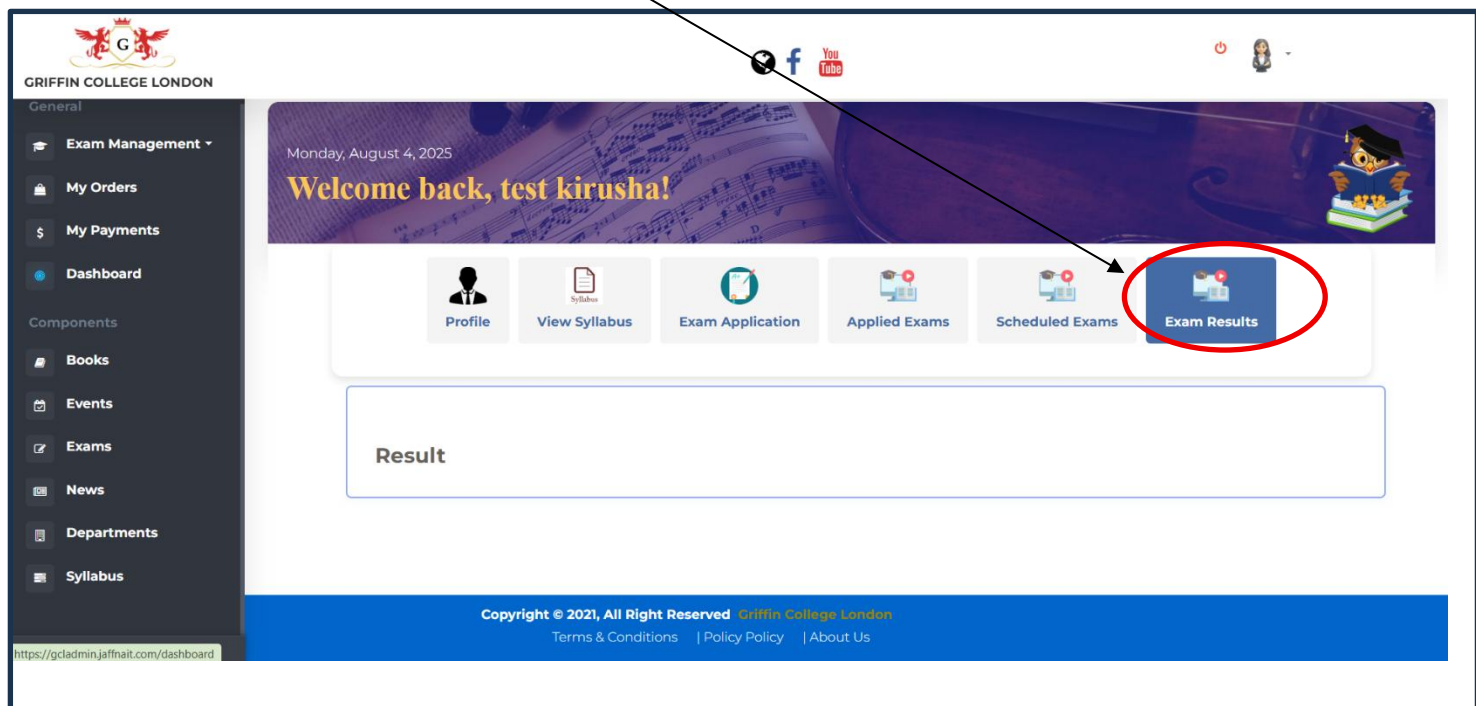 G
GRIFFIN COLLEGE LONDON
You
Tube
General
Exam Management
My Orders
My Payments
Dashboard
Components
Books
Events
Exams
News
Departments
Syllabus
https://gcladmin.jaffnait.com/dashboard
Monday, August 4, 2025
Welcome back, test kirusha!
Syllabus
Profile
View Syllabus
Exam Application
Applied Exams
Scheduled Exams
Exam Results
Result
Copyright © 2021, All Right Reserved Griffin College London
Terms & Conditions | Policy Policy | About Us